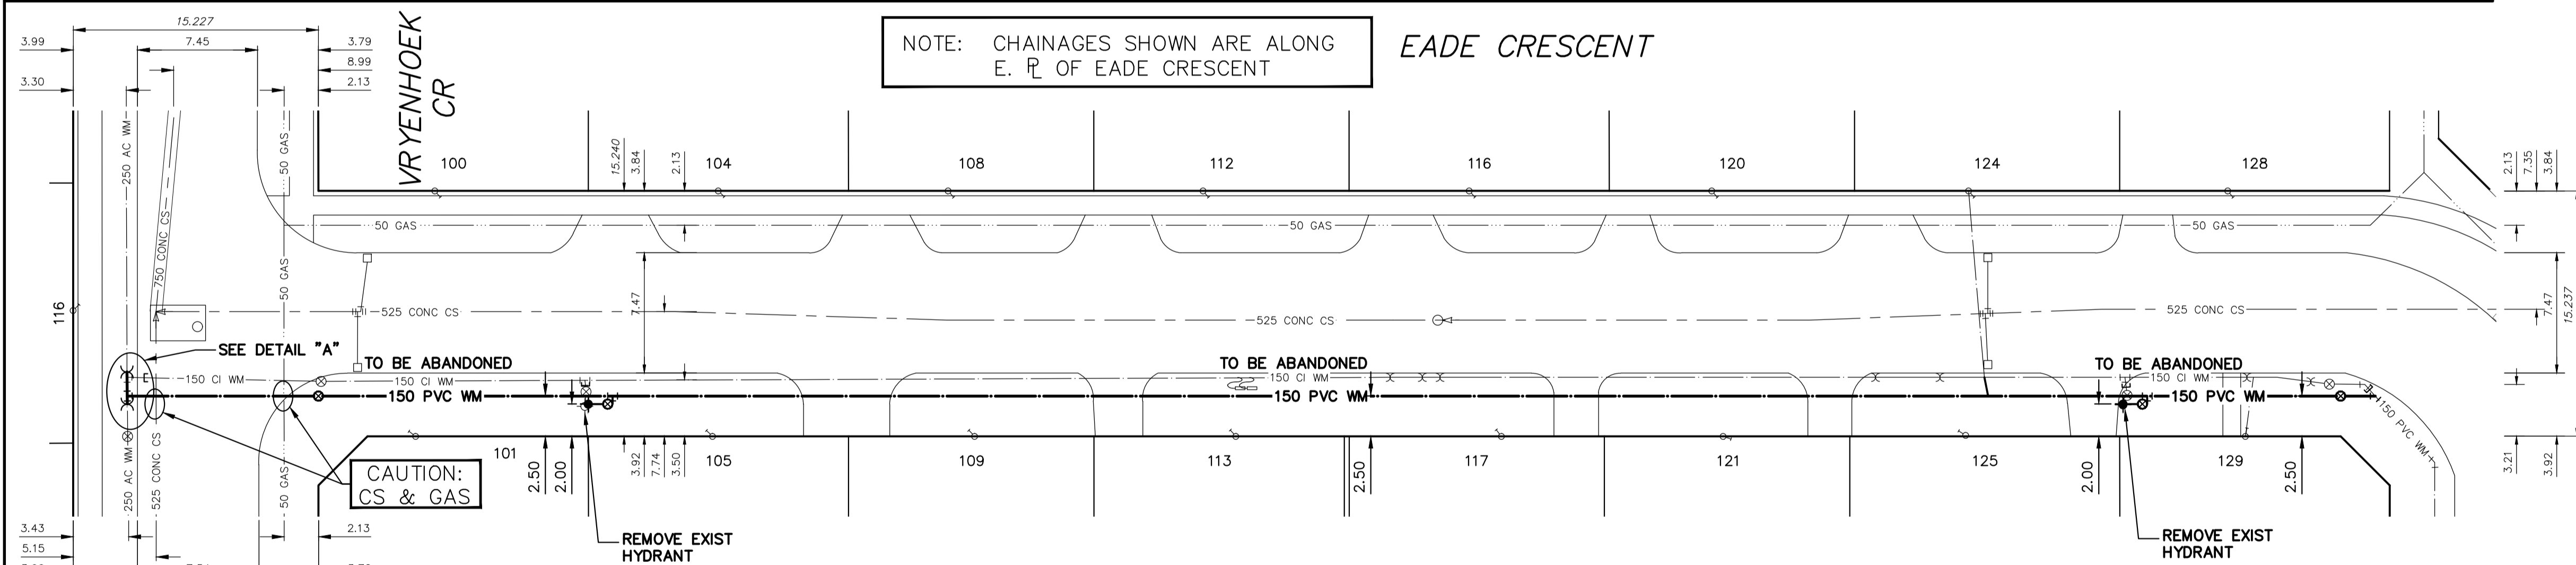 15.227
3.99
7.45
3.79
8.99
3.30
2.13
VRYENHOEK
CR
NOTE: CHAINAGES SHOWN ARE ALONG
E. ℄ OF EADE CRESCENT
EADE CRESCENT
250 AC WM
50 GAS
750 CONC CS
50 GAS
100
15.240
3.84
2.13
104
108
112
116
120
124
128
2.13
7.35
3.84
50 GAS
50 GAS
50 GAS
116
525 CONC CS
7.47
525 CONC CS
525 CONC CS
7.47
15.237
SEE DETAIL "A"
TO BE ABANDONED
TO BE ABANDONED
TO BE ABANDONED
150 CI WM
150 CI WM
150 CI WM
150 CI WM
150 PVC WM
150 PVC WM
150 PVC WM
150 PVC WM
250 AC WM
525 CONC CS
50 GAS
CAUTION:
CS & GAS
101
2.50
2.00
3.92
7.74
3.50
105
109
113
2.50
117
121
125
2.00
129
2.50
3.21
3.92
3.43
2.13
5.15
REMOVE EXIST
HYDRANT
REMOVE EXIST
HYDRANT